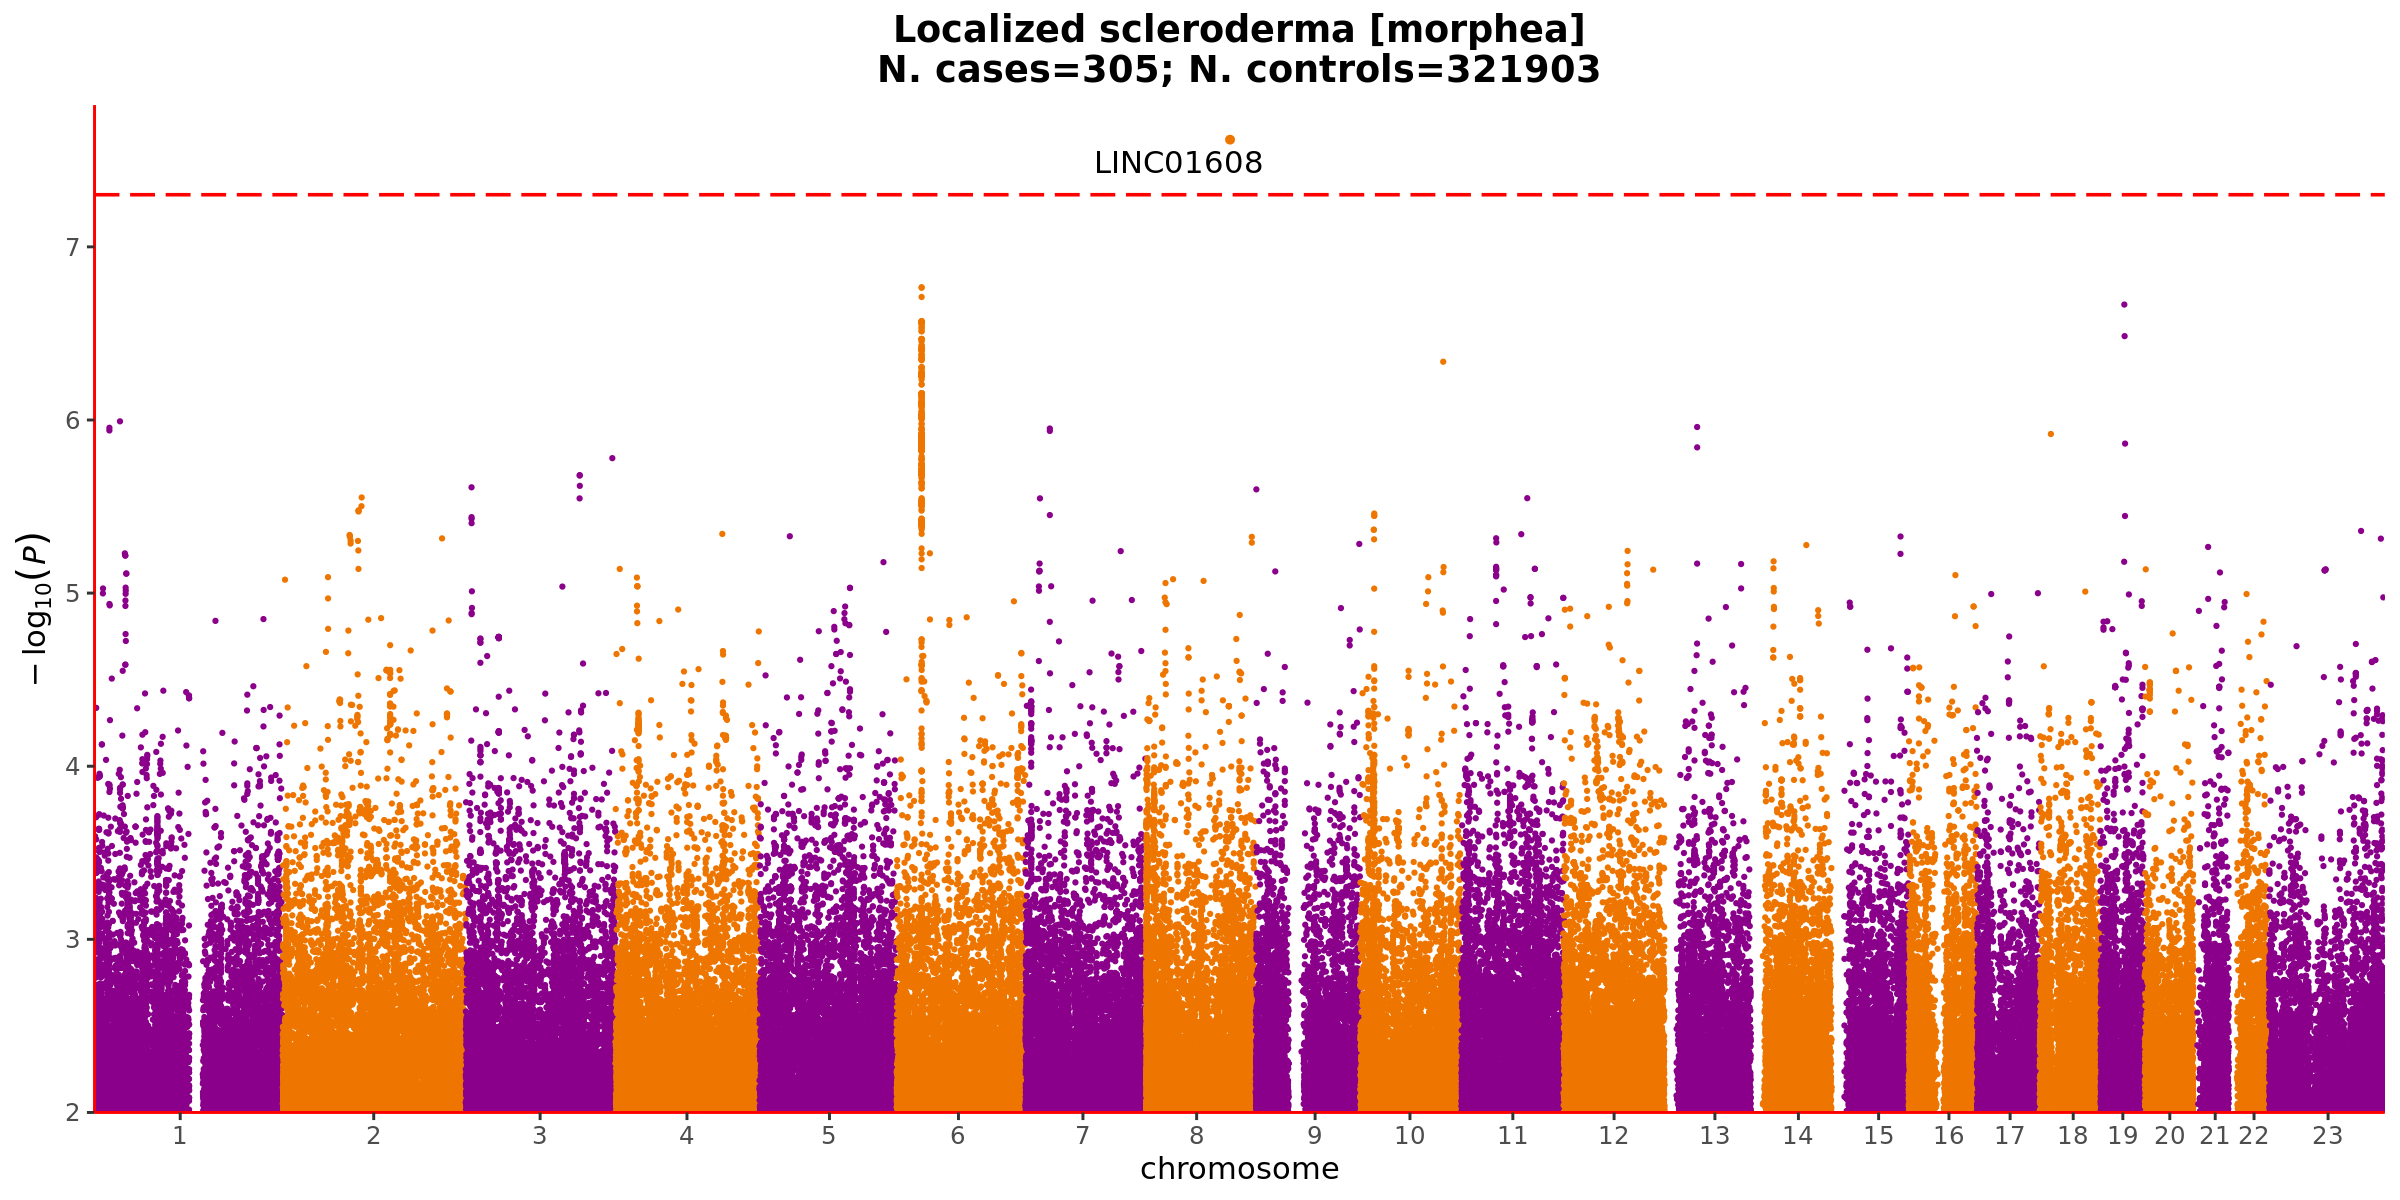 Localized scleroderma [morphea]
N. cases=305; N. controls=321903
LINC01608
7
6
5
4
3
2
−log10(P)
1 2 3 4 5 6 7 8 9 10 11 12 13 14 15 16 17 18 19 20 21 22 23
chromosome